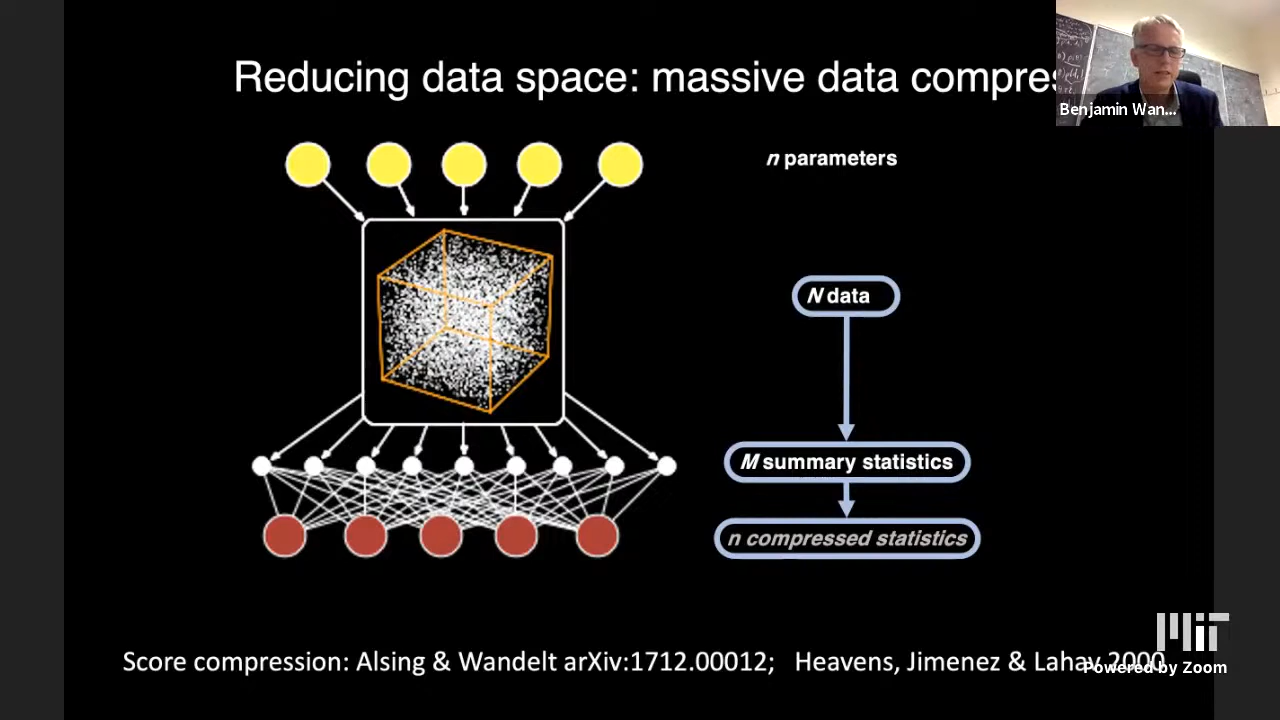 Reducing data space: massive data compres
Benjamin Wan...
n parameters
N data
M summary statistics
n compressed statistics
MIT
Score compression: Alsing & Wandelt arXiv:1712.00012; Heavens, Jimenez & Lahav 2000
Powered by Zoom